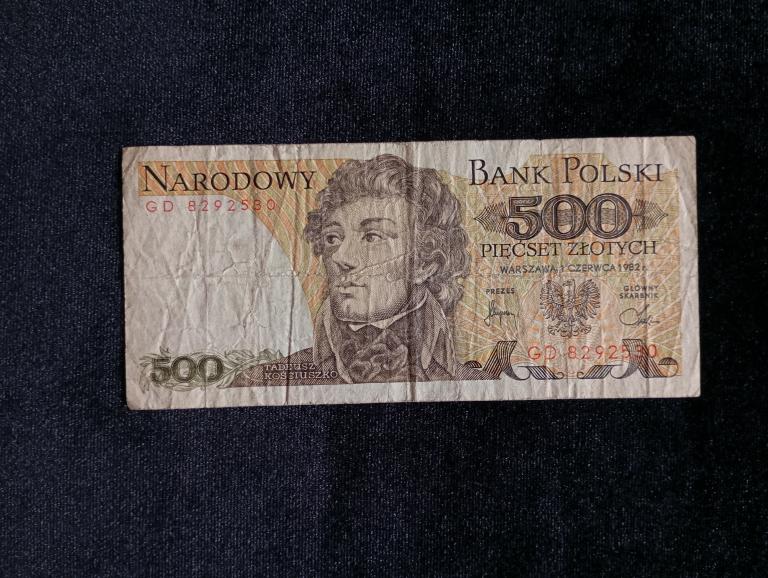 NARODOWY BANK POLSKI
GD 8292530
500
PIĘĆSET ZŁOTYCH
WARSZAWA, 1 CZERWCA 1982 r.
PREZES
GŁÓWNY
SKARBNIK
GD 8292530
500
TADEUSZ
KOŚCIUSZKO